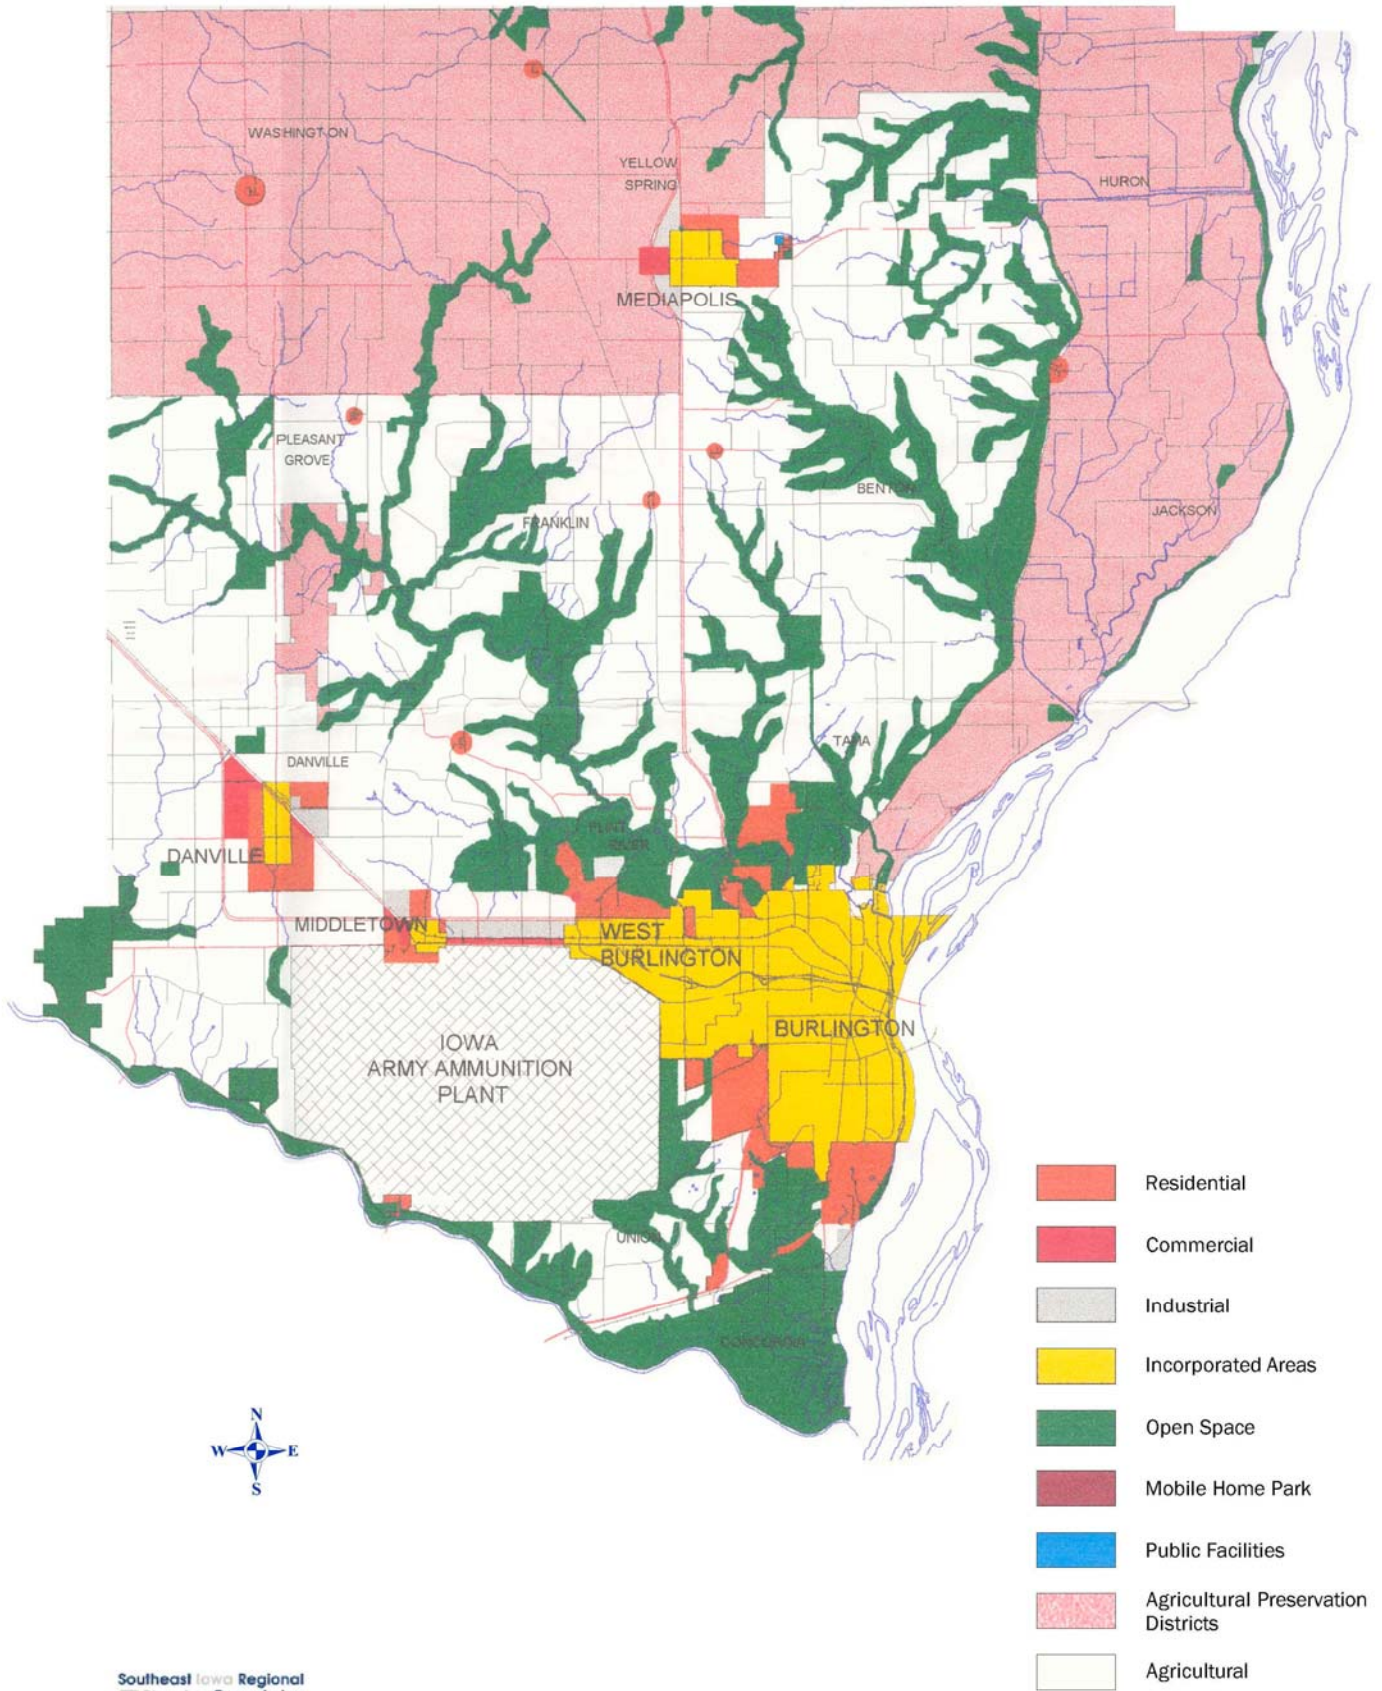 WASHINGTON
YELLOW
SPRING
HURON
MEDIAPOLIS
PLEASANT
GROVE
BENTON
JACKSON
FRANKLIN
TAMA
DANVILLE
FLINT
RIVER
DANVILLE
MIDDLETOWN
WEST
BURLINGTON
BURLINGTON
IOWA
ARMY AMMUNITION
PLANT
UNION
CONCORDIA
Residential
Commercial
Industrial
Incorporated Areas
Open Space
Mobile Home Park
Public Facilities
Agricultural Preservation
Districts
Agricultural
N
W E
S
Southeast Iowa Regional